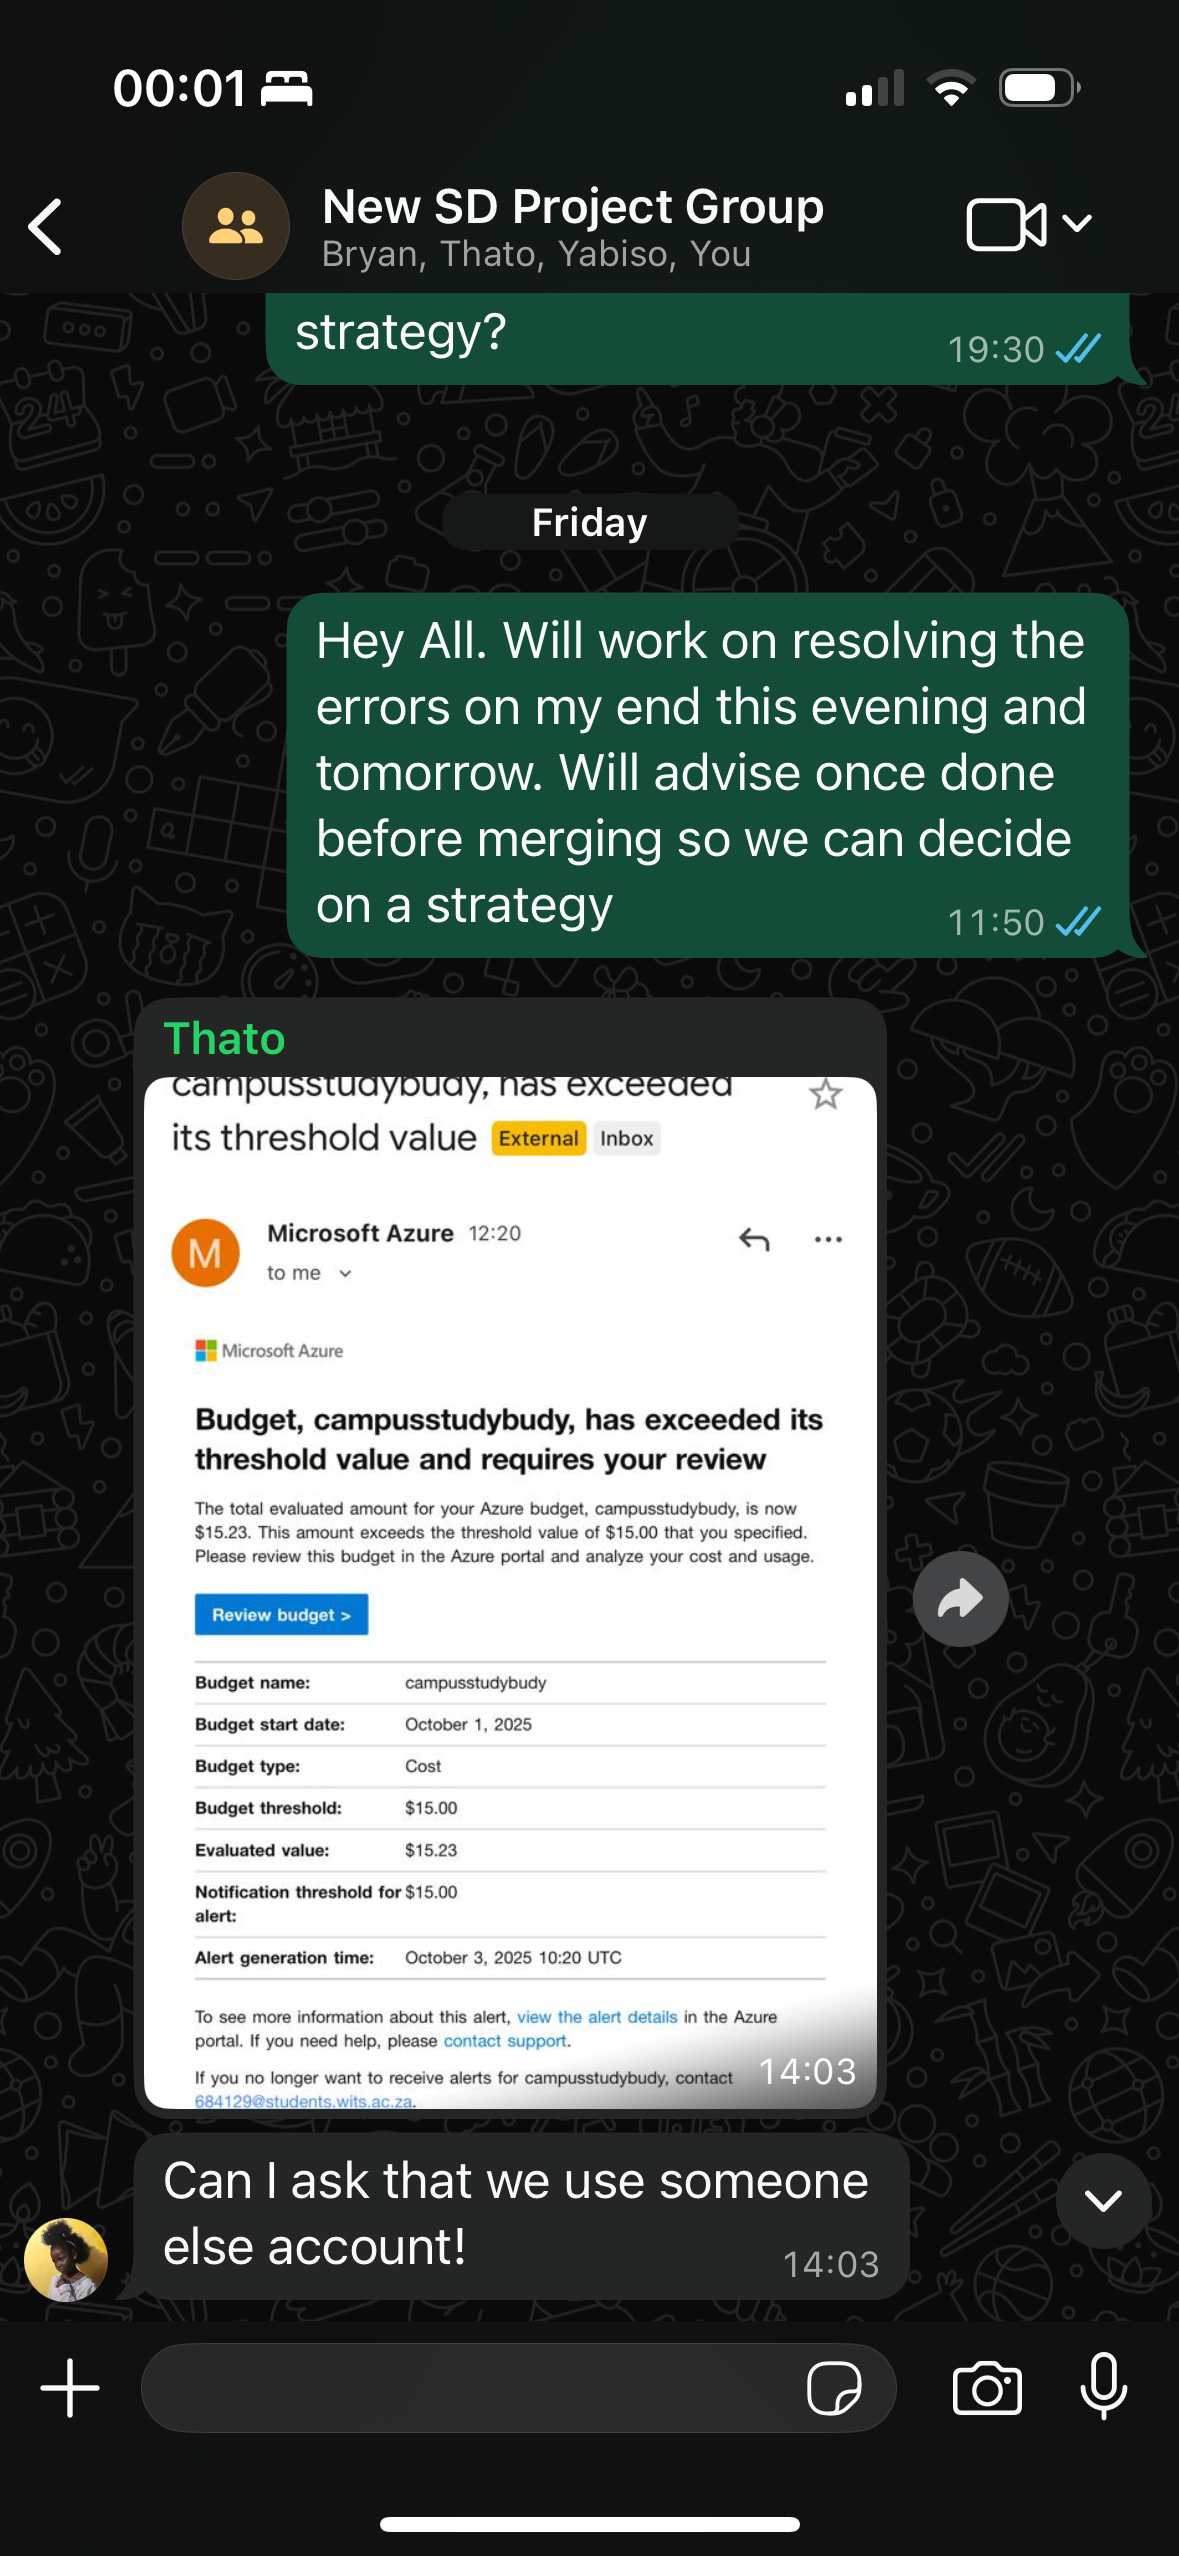 00:01
New SD Project Group
Bryan, Thato, Yabiso, You
strategy?
19:30
Friday
Hey All. Will work on resolving the
errors on my end this evening and
tomorrow. Will advise once done
before merging so we can decide
on a strategy
11:50
Thato
campusstudybudy, has exceeded
its threshold value External Inbox
M
Microsoft Azure 12:20
to me
Microsoft Azure
Budget, campusstudybudy, has exceeded its
threshold value and requires your review
The total evaluated amount for your Azure budget, campusstudybudy, is now
$15.23. This amount exceeds the threshold value of $15.00 that you specified.
Please review this budget in the Azure portal and analyze your cost and usage.
Review budget >
Budget name: campusstudybudy
Budget start date: October 1, 2025
Budget type: Cost
Budget threshold: $15.00
Evaluated value: $15.23
Notification threshold for $15.00
alert:
Alert generation time: October 3, 2025 10:20 UTC
To see more information about this alert, view the alert details in the Azure
portal. If you need help, please contact support.
If you no longer want to receive alerts for campusstudybudy, contact
684129@students.wits.ac.za.
14:03
Can I ask that we use someone
else account!
14:03